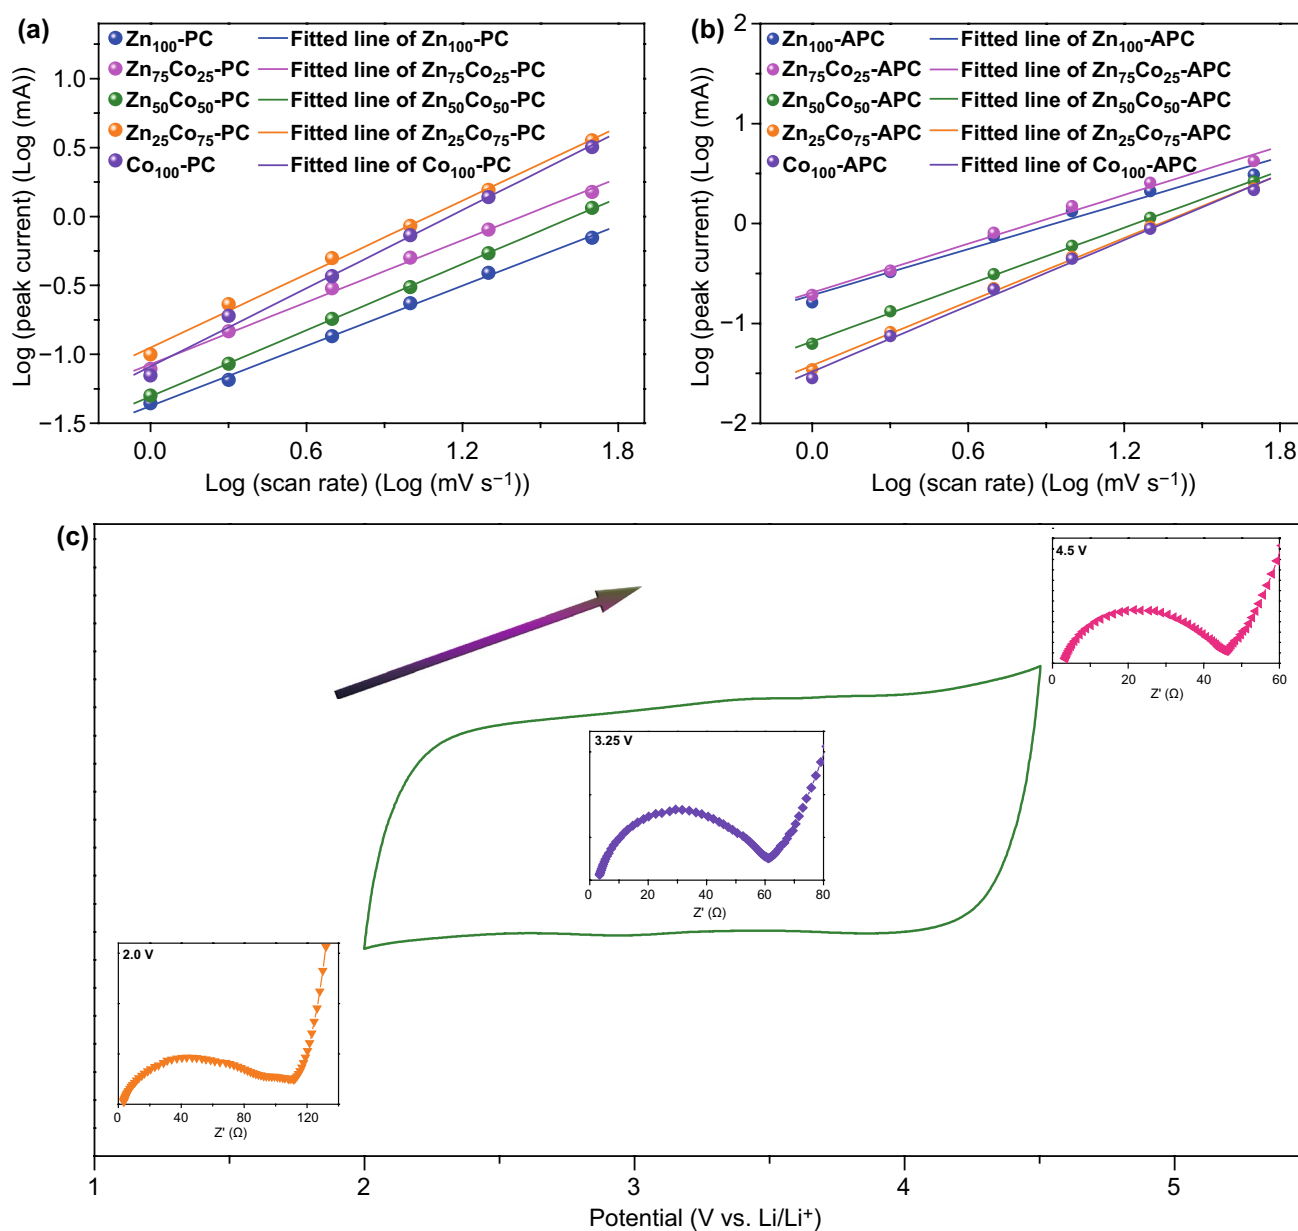 (a)
Zn₁₀₀-PC Fitted line of Zn₁₀₀-PC
Zn₇₅Co₂₅-PC Fitted line of Zn₇₅Co₂₅-PC
Zn₅₀Co₅₀-PC Fitted line of Zn₅₀Co₅₀-PC
Zn₂₅Co₇₅-PC Fitted line of Zn₂₅Co₇₅-PC
Co₁₀₀-PC Fitted line of Co₁₀₀-PC
Log (peak current) (Log (mA))
1.0
0.5
0.0
−0.5
−1.0
−1.5
0.0 0.6 1.2 1.8
Log (scan rate) (Log (mV s⁻¹))
(b)
Zn₁₀₀-APC Fitted line of Zn₁₀₀-APC
Zn₇₅Co₂₅-APC Fitted line of Zn₇₅Co₂₅-APC
Zn₅₀Co₅₀-APC Fitted line of Zn₅₀Co₅₀-APC
Zn₂₅Co₇₅-APC Fitted line of Zn₂₅Co₇₅-APC
Co₁₀₀-APC Fitted line of Co₁₀₀-APC
Log (peak current) (Log (mA))
2
1
0
−1
−2
0.0 0.6 1.2 1.8
Log (scan rate) (Log (mV s⁻¹))
(c)
4.5 V
0 20 40 60
Z' (Ω)
3.25 V
0 20 40 60 80
Z' (Ω)
2.0 V
0 40 80 120
Z' (Ω)
1 2 3 4 5
Potential (V vs. Li/Li⁺)